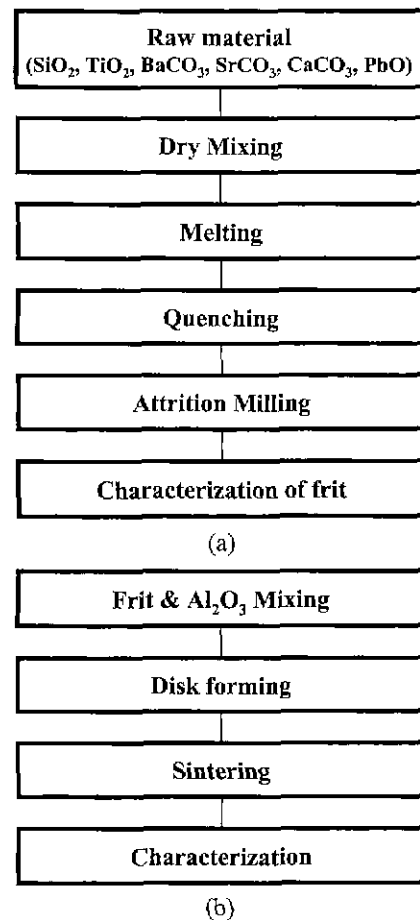 Raw material
(SiO₂, TiO₂, BaCO₃, SrCO₃, CaCO₃, PbO)
Dry Mixing
Melting
Quenching
Attrition Milling
Characterization of frit
(a)
Frit & Al₂O₃ Mixing
Disk forming
Sintering
Characterization
(b)